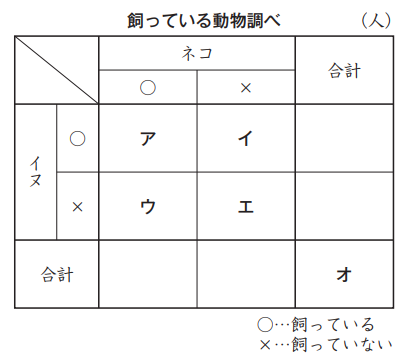 飼っている動物調べ （人）
ネコ
合計
○ ×
イヌ
○ ア イ
× ウ エ
合計 オ
○…飼っている
×…飼っていない